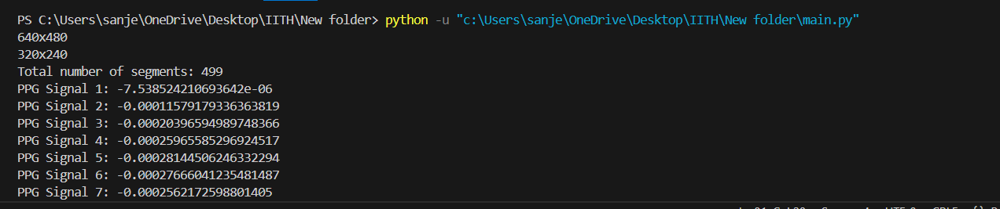 PS C:\Users\sanje\OneDrive\Desktop\IITH\New folder> python -u "c:\Users\sanje\OneDrive\Desktop\IITH\New folder\main.py"
640x480
320x240
Total number of segments: 499
PPG Signal 1: -7.538524210693642e-06
PPG Signal 2: -0.00011579179336363819
PPG Signal 3: -0.00020396594989748366
PPG Signal 4: -0.00025965585296924517
PPG Signal 5: -0.00028144506246332294
PPG Signal 6: -0.00027666041235481487
PPG Signal 7: -0.0002562172598801405